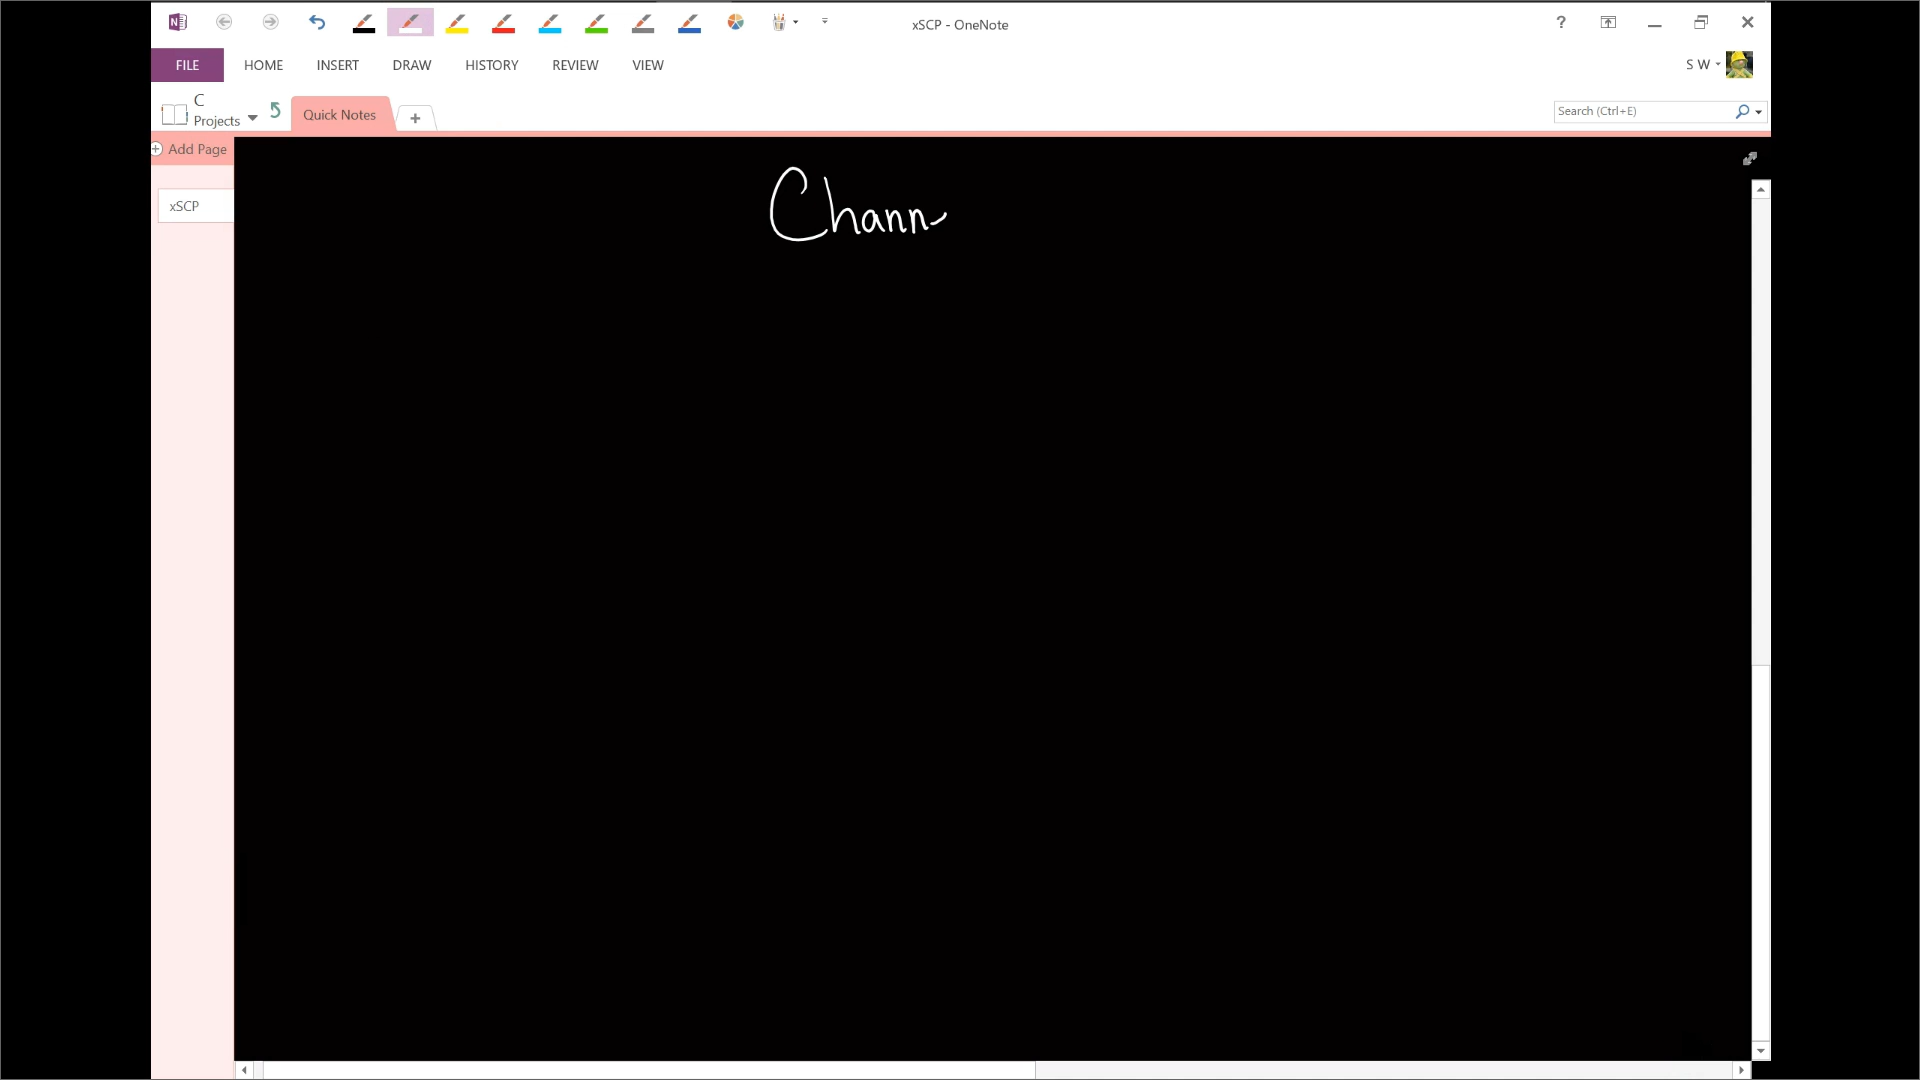 xSCP - OneNote
?
FILE HOME INSERT DRAW HISTORY REVIEW VIEW
S W
C
Projects
Quick Notes
+
Search (Ctrl+E)
Add Page
xSCP
Chann